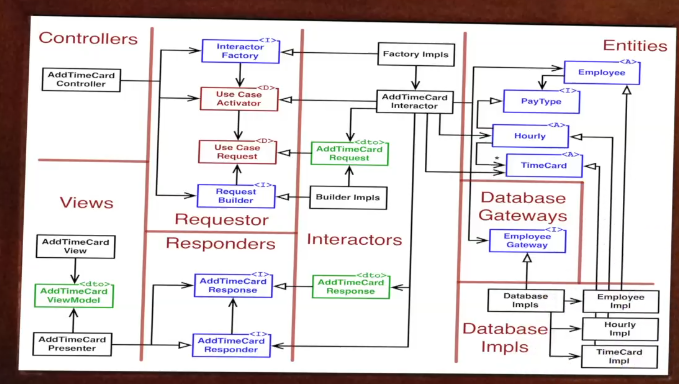 Controllers
AddTimeCard
Controller
Views
AddTimeCard
View
<dto>
AddTimeCard
ViewModel
AddTimeCard
Presenter
<I>
Interactor
Factory
<D>
Use Case
Activator
<D>
Use Case
Request
<I>
Request
Builder
Requestor
Responders
<I>
AddTimeCard
Response
<I>
AddTimeCard
Responder
Factory Impls
AddTimeCard
Interactor
<dto>
AddTimeCard
Request
Builder Impls
Interactors
<dto>
AddTimeCard
Response
Entities
<A>
Employee
<I>
PayType
<A>
Hourly
*
<A>
TimeCard
Database
Gateways
<I>
Employee
Gateway
Database
Impls
Employee
Impl
Hourly
Impl
TimeCard
Impl
Database
Impls